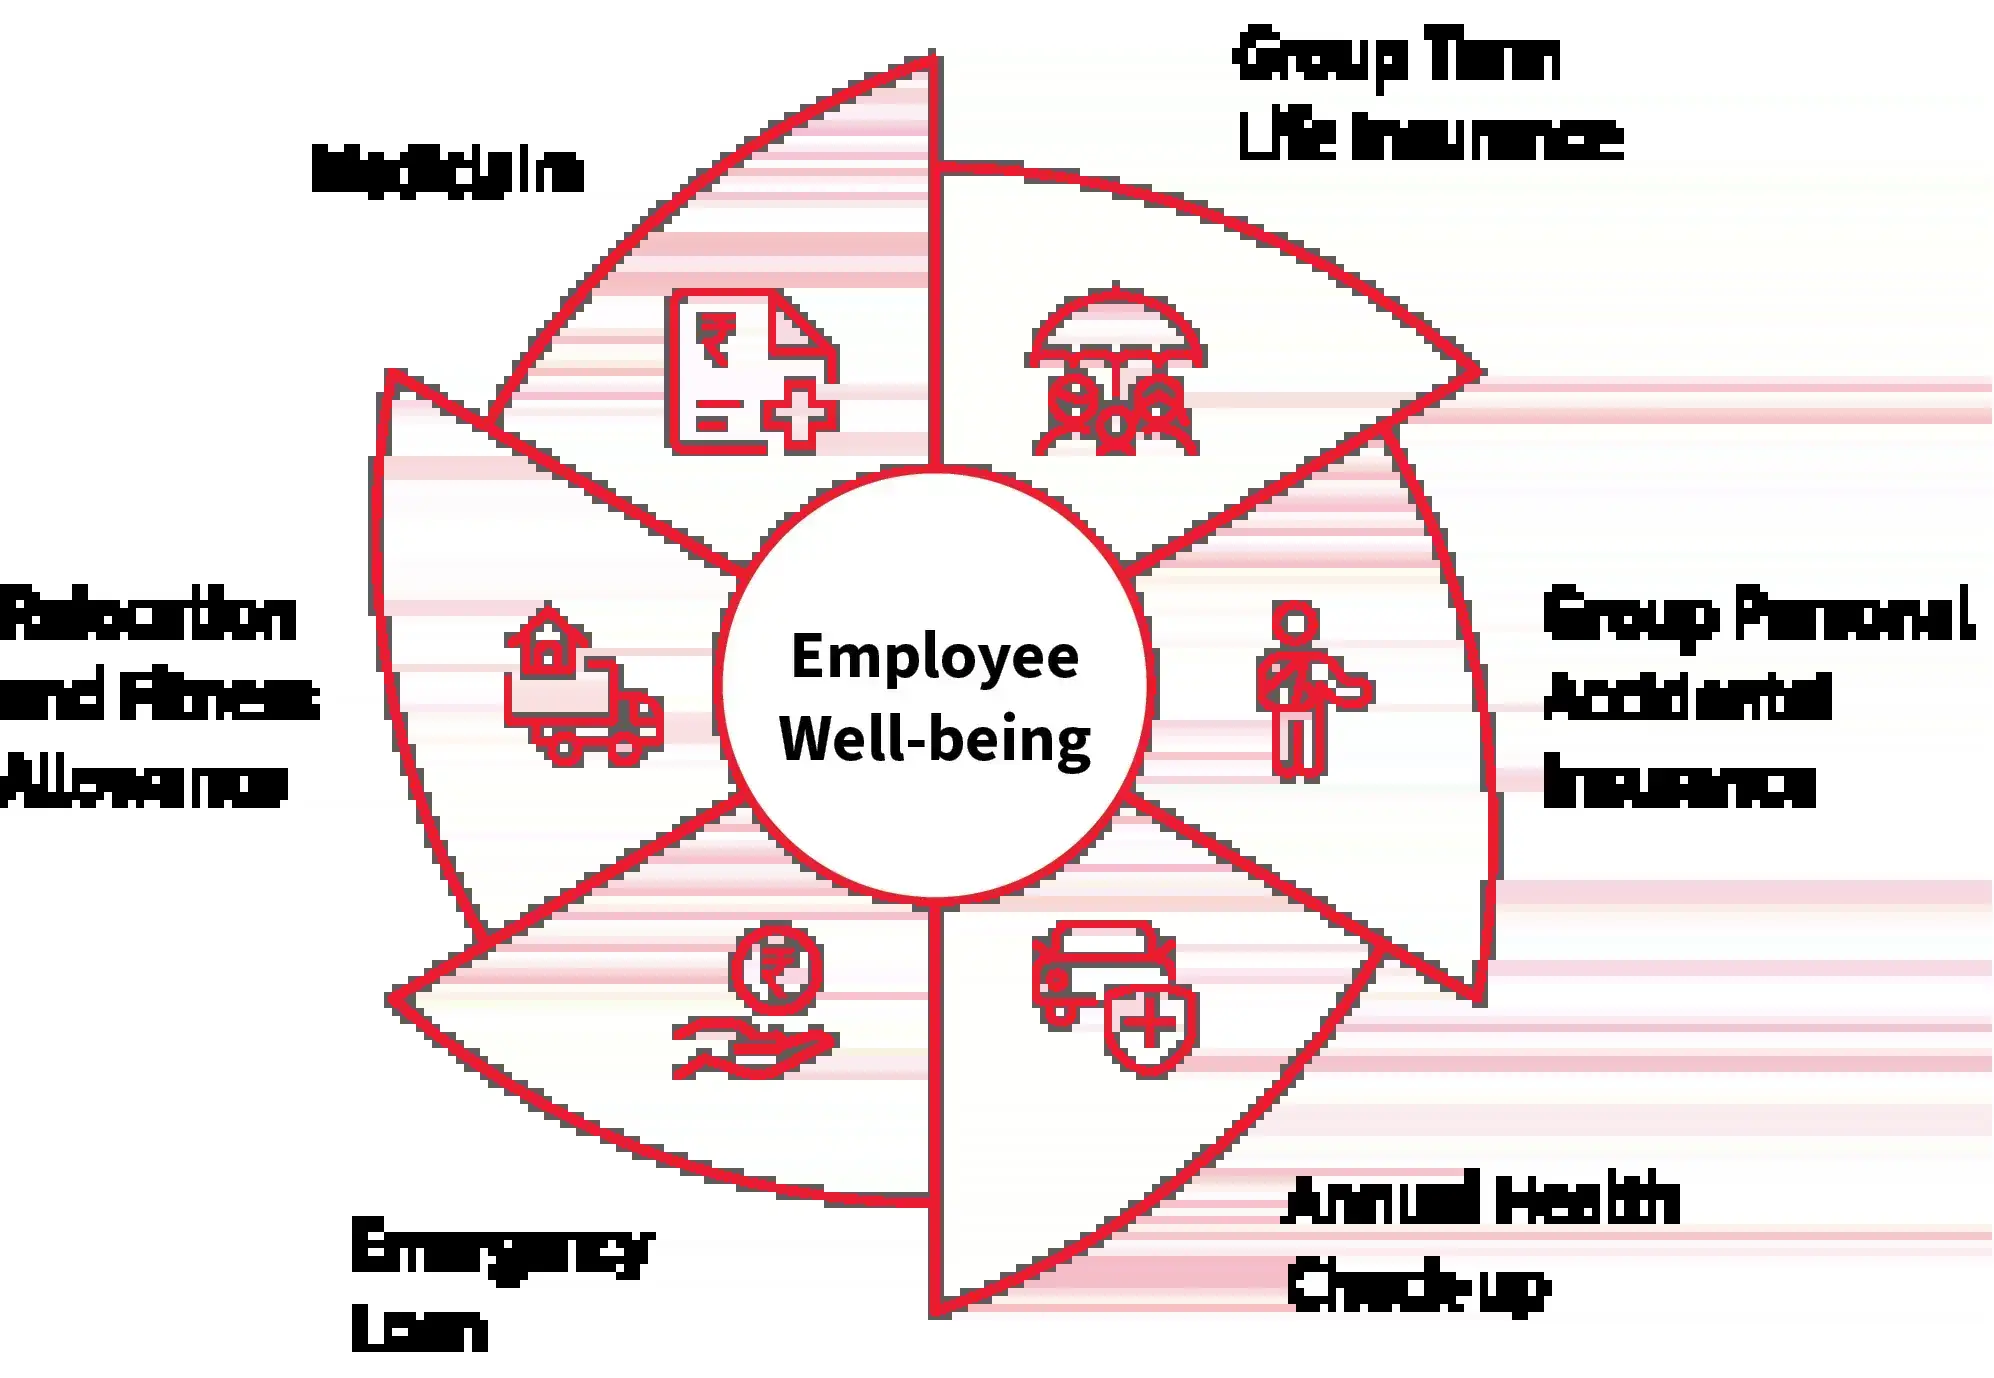 Group Term
Life Insurance
Mediclaim
Employee
Well-being
Group Personal
Accidental
Insurance
Relocation
and Fitness
Allowance
Annual Health
Check-up
Emergency
Loan